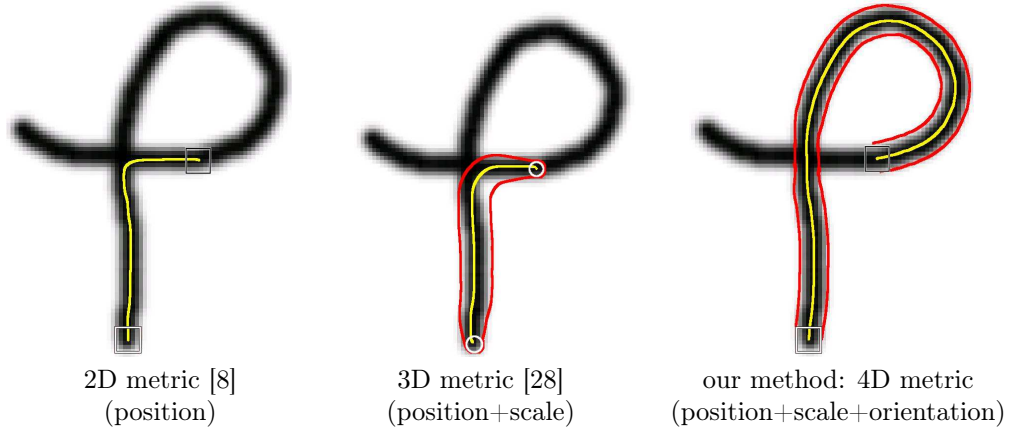 2D metric [8]
(position)
3D metric [28]
(position+scale)
our method: 4D metric
(position+scale+orientation)